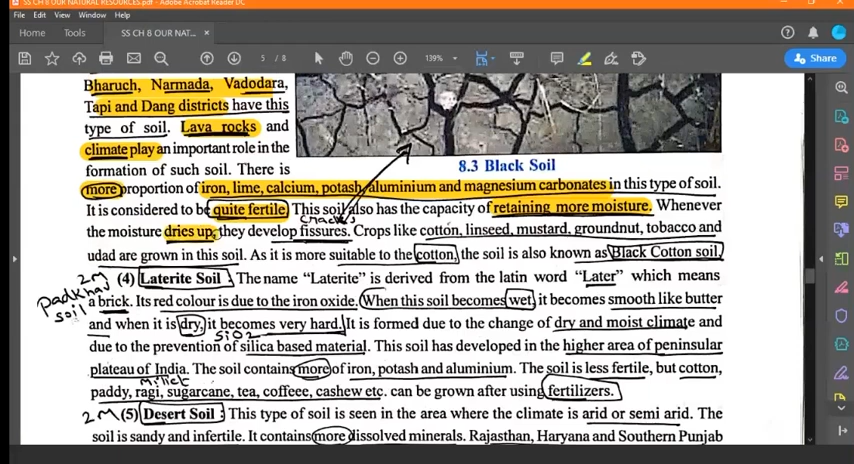 SS CH 8 OUR NATURAL RESOURCES.pdf - Adobe Acrobat Reader DC
File Edit View Window Help
Home Tools SS CH 8 OUR NAT... ×
5 / 8 139% Share
Bharuch, Narmada, Vadodara,
Tapi and Dang districts have this
type of soil. Lava rocks and
climate play an important role in the
formation of such soil. There is
8.3 Black Soil
more proportion of iron, lime, calcium, potash, aluminium and magnesium carbonates in this type of soil.
It is considered to be quite fertile. This soil also has the capacity of retaining more moisture. Whenever
cracks
the moisture dries up, they develop fissures. Crops like cotton, linseed, mustard, groundnut, tobacco and
udad are grown in this soil. As it is more suitable to the cotton, the soil is also known as Black Cotton soil.
2M
(4) Laterite Soil : The name “Laterite” is derived from the latin word “Later” which means
Padkhau
soil
a brick. Its red colour is due to the iron oxide. When this soil becomes wet, it becomes smooth like butter
and when it is dry, it becomes very hard. It is formed due to the change of dry and moist climate and
SiO2
due to the prevention of silica based material. This soil has developed in the higher area of peninsular
plateau of India. The soil contains more of iron, potash and aluminium. The soil is less fertile, but cotton,
millet
paddy, ragi, sugarcane, tea, coffeee, cashew etc. can be grown after using fertilizers.
2M (5) Desert Soil : This type of soil is seen in the area where the climate is arid or semi arid. The
soil is sandy and infertile. It contains more dissolved minerals. Rajasthan, Haryana and Southern Punjab